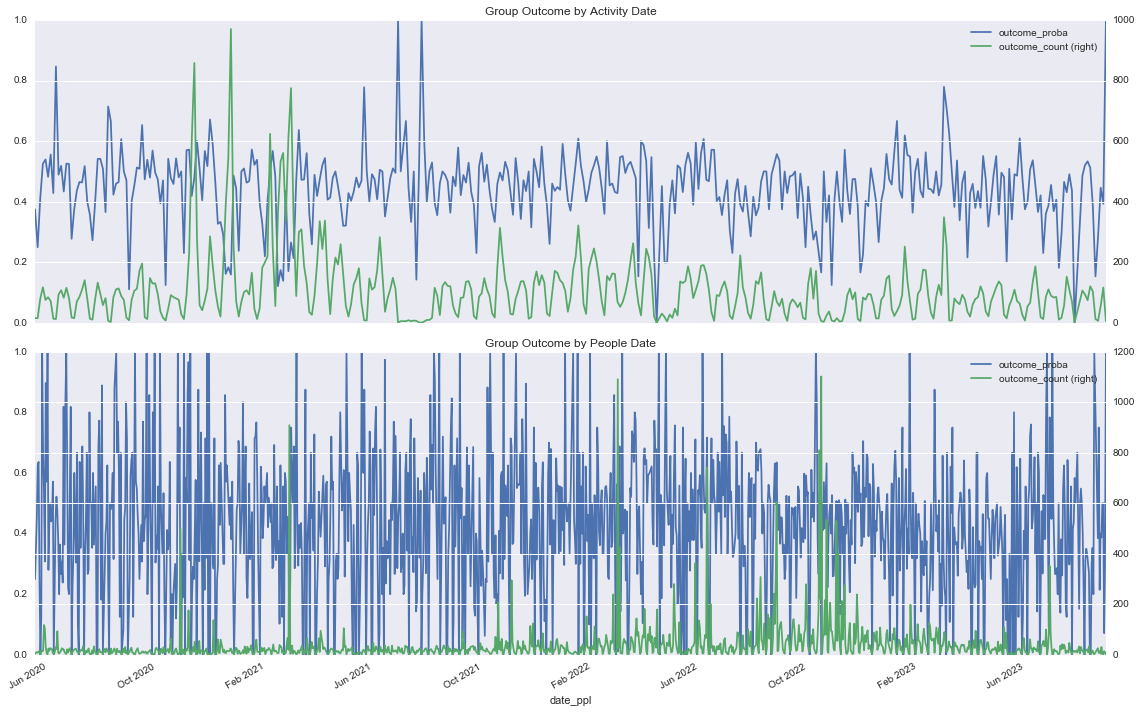 Group Outcome by Activity Date
1.0 1000
outcome_proba
outcome_count (right)
0.8 800
0.6 600
0.4 400
0.2 200
0.0 0
Group Outcome by People Date
1.0 1200
outcome_proba
outcome_count (right)
1000
0.8
800
0.6
600
0.4
400
0.2 200
0.0 0
Jun 2020 Oct 2020 Feb 2021 Jun 2021 Oct 2021 Feb 2022 Jun 2022 Oct 2022 Feb 2023 Jun 2023
date_ppl